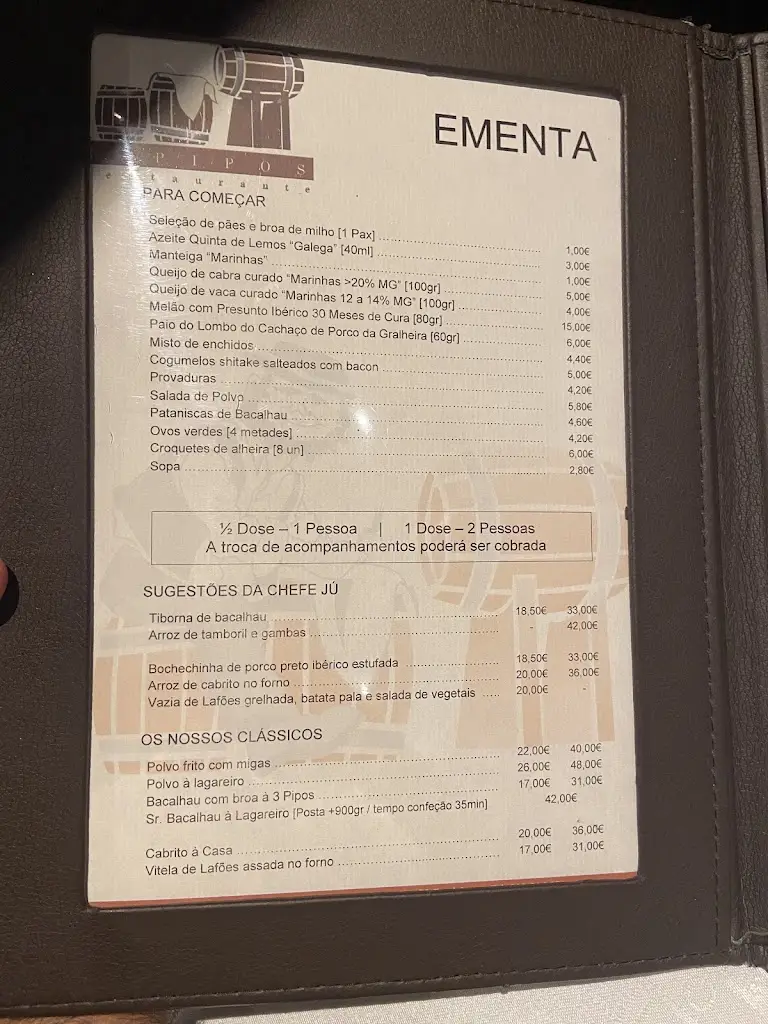 PIPOS
EMENTA
PARA COMEÇAR
Seleção de pães e broa de milho [1 Pax] 1,00€
Azeite Quinta de Lemos "Galega" [40ml] 3,00€
Manteiga "Marinhas" 1,00€
Queijo de cabra curado "Marinhas >20% MG" [100gr] 5,00€
Queijo de vaca curado "Marinhas 12 a 14% MG" [100gr] 4,00€
Melão com Presunto Ibérico 30 Meses de Cura [80gr] 15,00€
Paio do Lombo do Cachaço de Porco da Gralheira [60gr] 6,00€
Misto de enchidos 4,40€
Cogumelos shitake salteados com bacon 5,00€
Provaduras 4,20€
Salada de Polvo 5,80€
Pataniscas de Bacalhau 4,60€
Ovos verdes [4 metades] 4,20€
Croquetes de alheira [8 un] 6,00€
Sopa 2,80€
½ Dose – 1 Pessoa | 1 Dose – 2 Pessoas
A troca de acompanhamentos poderá ser cobrada
SUGESTÕES DA CHEFE JÚ
Tiborna de bacalhau 18,50€ 33,00€
Arroz de tamboril e gambas - 42,00€
Bochechinha de porco preto ibérico estufada 18,50€ 33,00€
Arroz de cabrito no forno 20,00€ 36,00€
Vazia de Lafões grelhada, batata pala e salada de vegetais 20,00€ -
OS NOSSOS CLÁSSICOS
Polvo frito com migas 22,00€ 40,00€
Polvo à lagareiro 26,00€ 48,00€
Bacalhau com broa à 3 Pipos 17,00€ 31,00€
Sr. Bacalhau à Lagareiro [Posta +900gr / tempo confeção 35min] 42,00€
Cabrito à Casa 20,00€ 36,00€
Vitela de Lafões assada no forno 17,00€ 31,00€